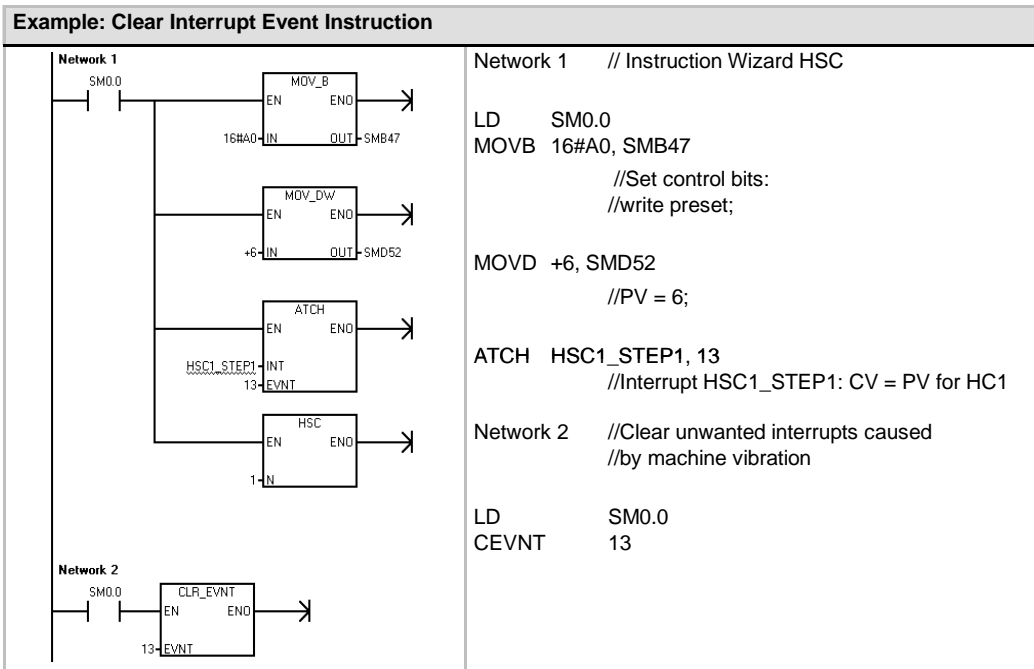 Example: Clear Interrupt Event Instruction
Network 1
SM0.0
MOV_B
EN ENO
16#A0 IN OUT SMB47
MOV_DW
EN ENO
+6 IN OUT SMD52
ATCH
EN ENO
HSC1_STEP1 INT
13 EVNT
HSC
EN ENO
1 N
Network 2
SM0.0
CLR_EVNT
EN ENO
13 EVNT
Network 1 // Instruction Wizard HSC
LD SM0.0
MOVB 16#A0, SMB47
//Set control bits:
//write preset;
MOVD +6, SMD52
//PV = 6;
ATCH HSC1_STEP1, 13
//Interrupt HSC1_STEP1: CV = PV for HC1
Network 2 //Clear unwanted interrupts caused
//by machine vibration
LD SM0.0
CEVNT 13